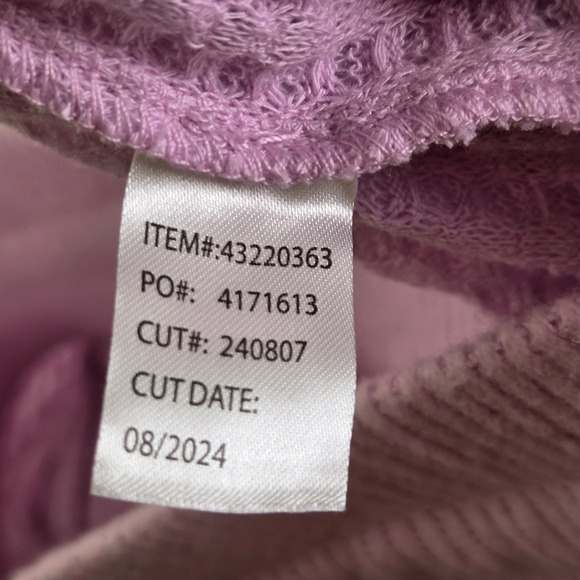 ITEM#:43220363
PO#: 4171613
CUT#: 240807
CUT DATE:
08/2024